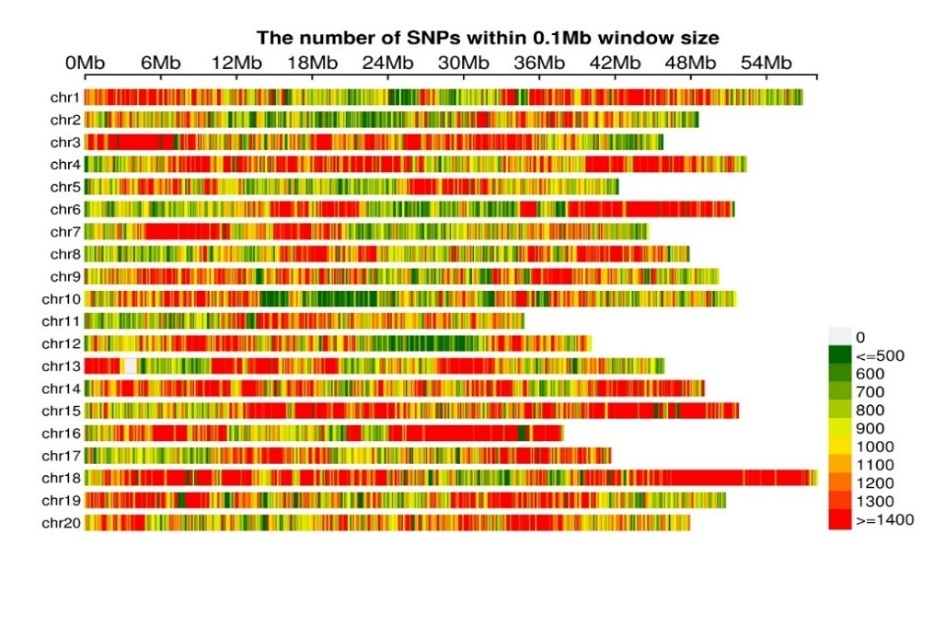 The number of SNPs within 0.1Mb window size
0Mb 6Mb 12Mb 18Mb 24Mb 30Mb 36Mb 42Mb 48Mb 54Mb
chr1
chr2
chr3
chr4
chr5
chr6
chr7
chr8
chr9
chr10
chr11
chr12
chr13
chr14
chr15
chr16
chr17
chr18
chr19
chr20
0
<=500
600
700
800
900
1000
1100
1200
1300
>=1400